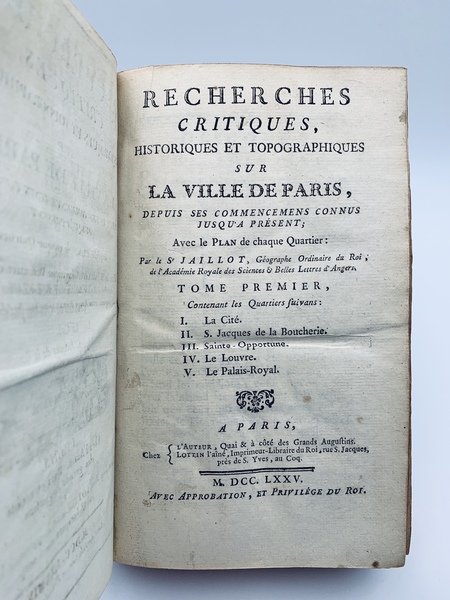 RECHERCHES
CRITIQUES,
HISTORIQUES ET TOPOGRAPHIQUES
SUR
LA VILLE DE PARIS,
DEPUIS SES COMMENCEMENS CONNUS
JUSQU'A PRÉSENT;
Avec le PLAN de chaque Quartier:
Par le Sr JAILLOT, Géographe Ordinaire du Roi,
de l'Académie Royale des Sciences & Belles Lettres d'Angers.
TOME PREMIER,
Contenant les Quartiers suivans:
I. La Cité.
II. S. Jacques de la Boucherie.
III. Sainte-Opportune.
IV. Le Louvre.
V. Le Palais-Royal.
A PARIS,
Chez { L'AUTEUR, Quai & à côté des Grands Augustins.
LOTTIN l'aîné, Imprimeur-Libraire du Roi, rue S. Jacques,
près de S. Yves, au Coq.
M. DCC. LXXV.
AVEC APPROBATION, ET PRIVILÉGE DU ROI.